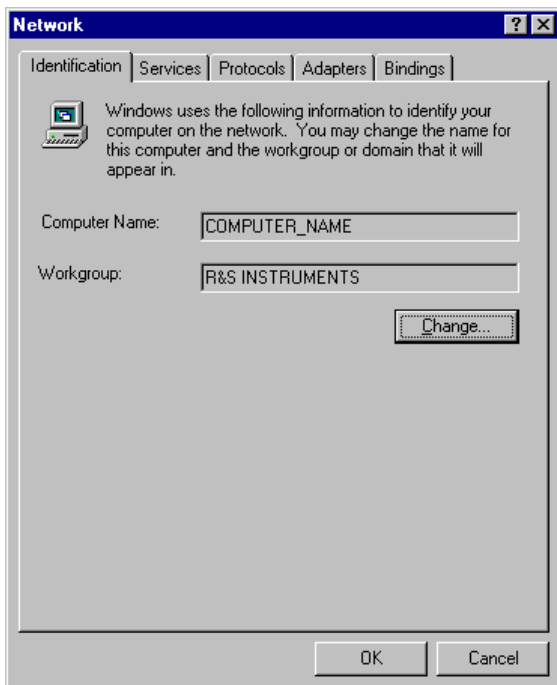 Network
Identification Services Protocols Adapters Bindings
Windows uses the following information to identify your
computer on the network. You may change the name for
this computer and the workgroup or domain that it will
appear in.
Computer Name: COMPUTER_NAME
Workgroup: R&S INSTRUMENTS
Change...
OK Cancel